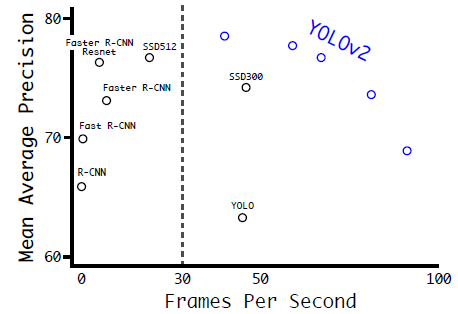 80
Faster R-CNN
Resnet
SSD512
YOLOv2
SSD300
Faster R-CNN
70
Fast R-CNN
R-CNN
YOLO
60
Mean Average Precision
0 30 50 100
Frames Per Second